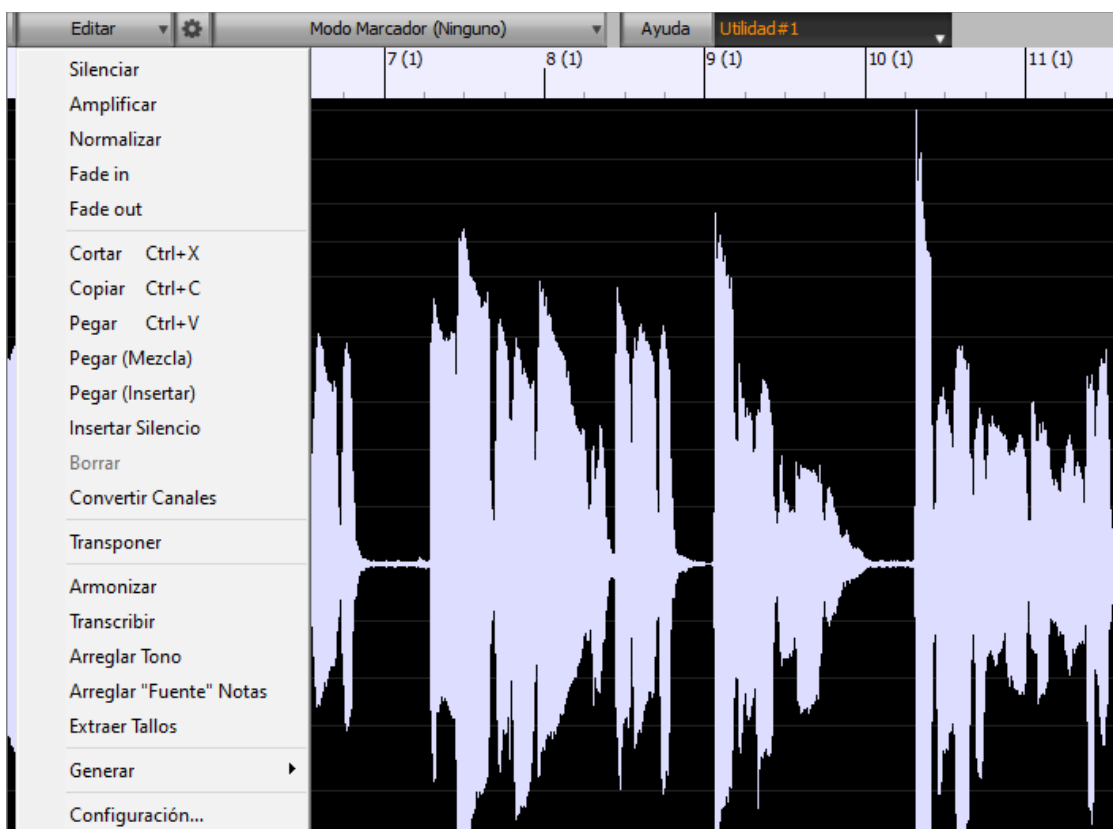 Editar Modo Marcador (Ninguno) Ayuda Utilidad#1
7 (1) 8 (1) 9 (1) 10 (1) 11 (1)
Silenciar
Amplificar
Normalizar
Fade in
Fade out
Cortar Ctrl+X
Copiar Ctrl+C
Pegar Ctrl+V
Pegar (Mezcla)
Pegar (Insertar)
Insertar Silencio
Borrar
Convertir Canales
Transponer
Armonizar
Transcribir
Arreglar Tono
Arreglar "Fuente" Notas
Extraer Tallos
Generar
Configuración...